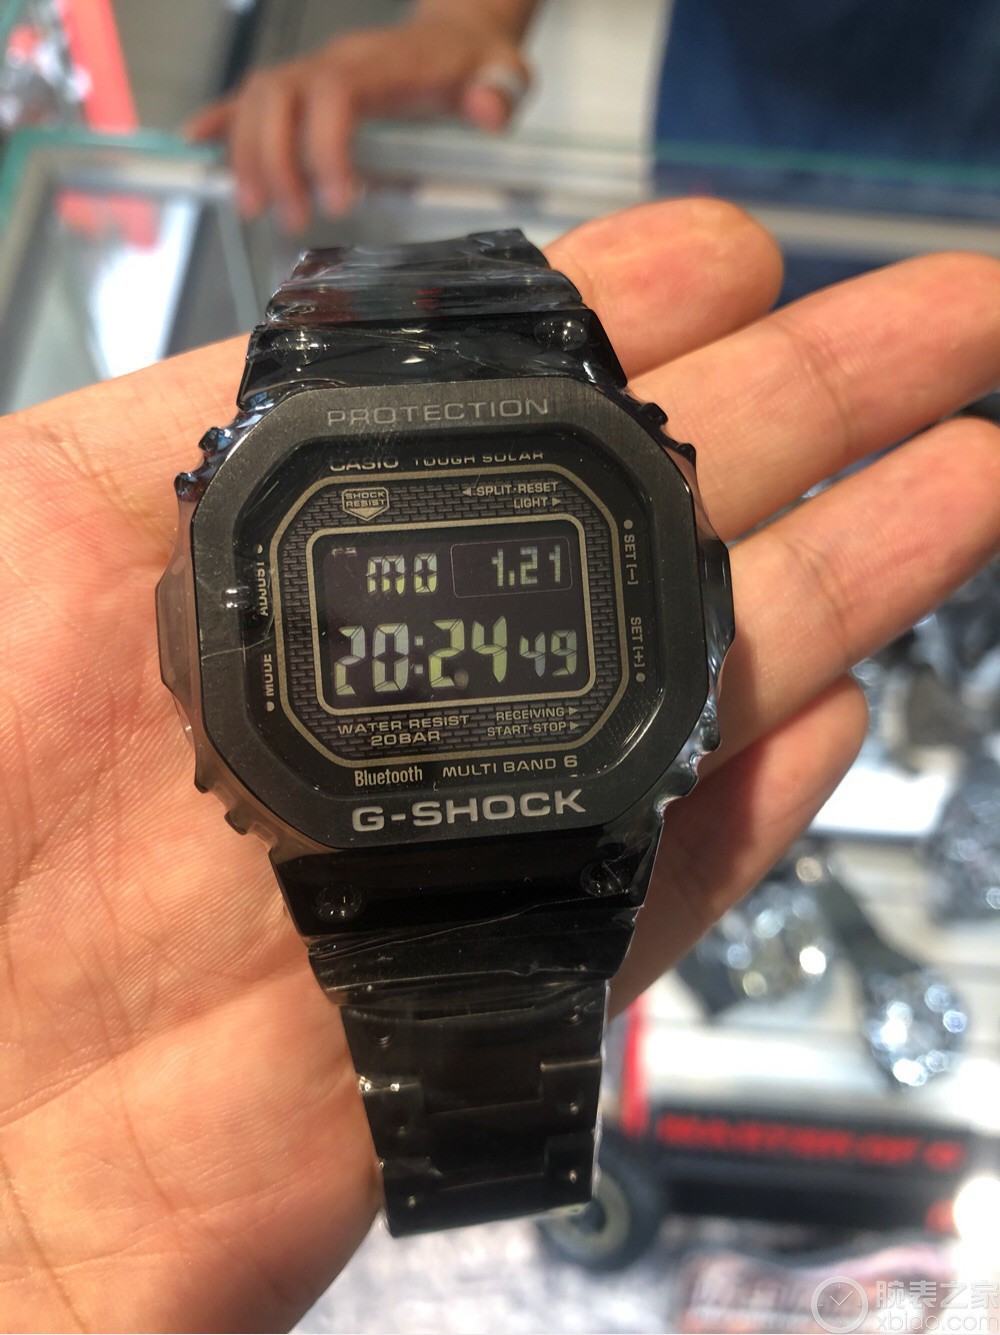 PROTECTION
CASIO TOUGH SOLAR
SHOCK
RESIST
◄SPLIT·RESET
LIGHT►
ADJUST
MODE
SET [−]
SET [+]
MO 1.21
20:24 49
WATER RESIST
20BAR
RECEIVING►
START·STOP►
Bluetooth MULTI BAND 6
G-SHOCK
腕表之家
xbiao.com